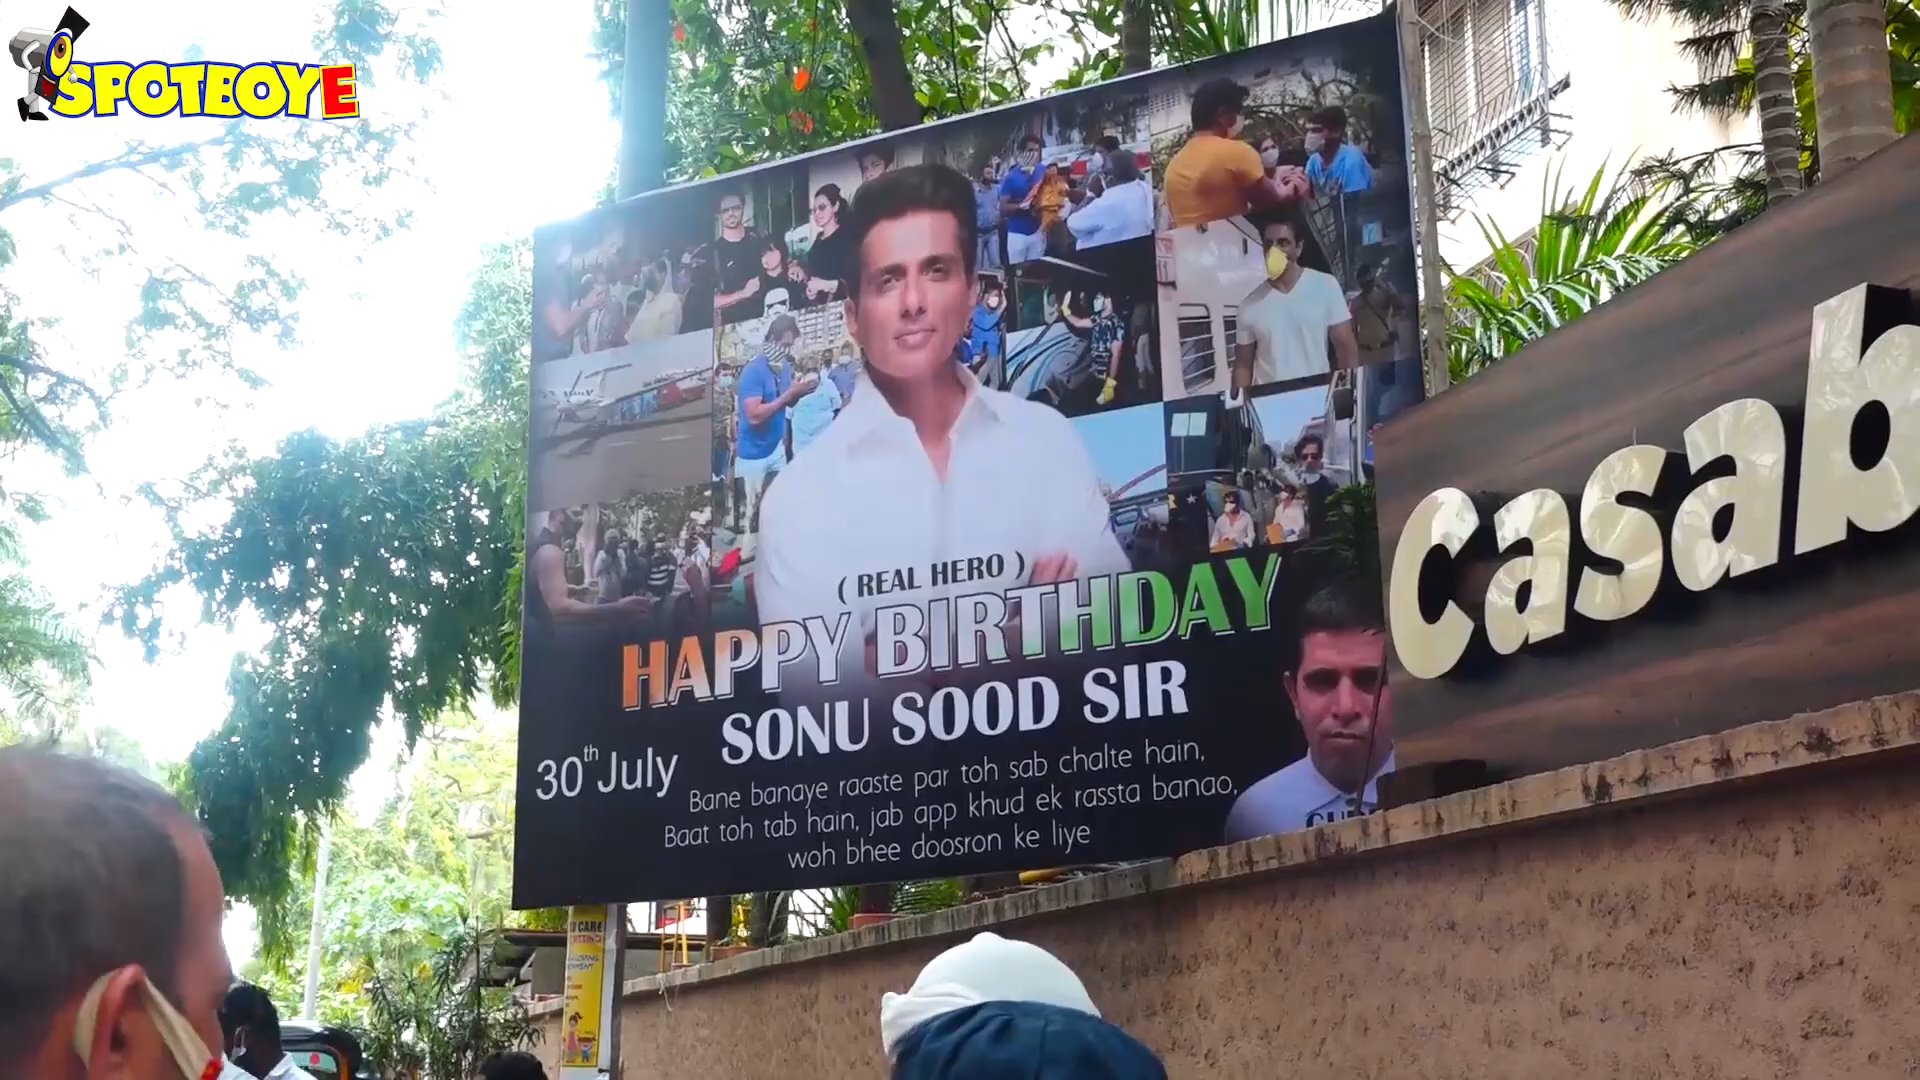 SPOTBOYE
( REAL HERO )
HAPPY BIRTHDAY
SONU SOOD SIR
30th July
Bane banaye raaste par toh sab chalte hain,
Baat toh tab hain, jab app khud ek rassta banao,
woh bhee doosron ke liye
Casab
CARE